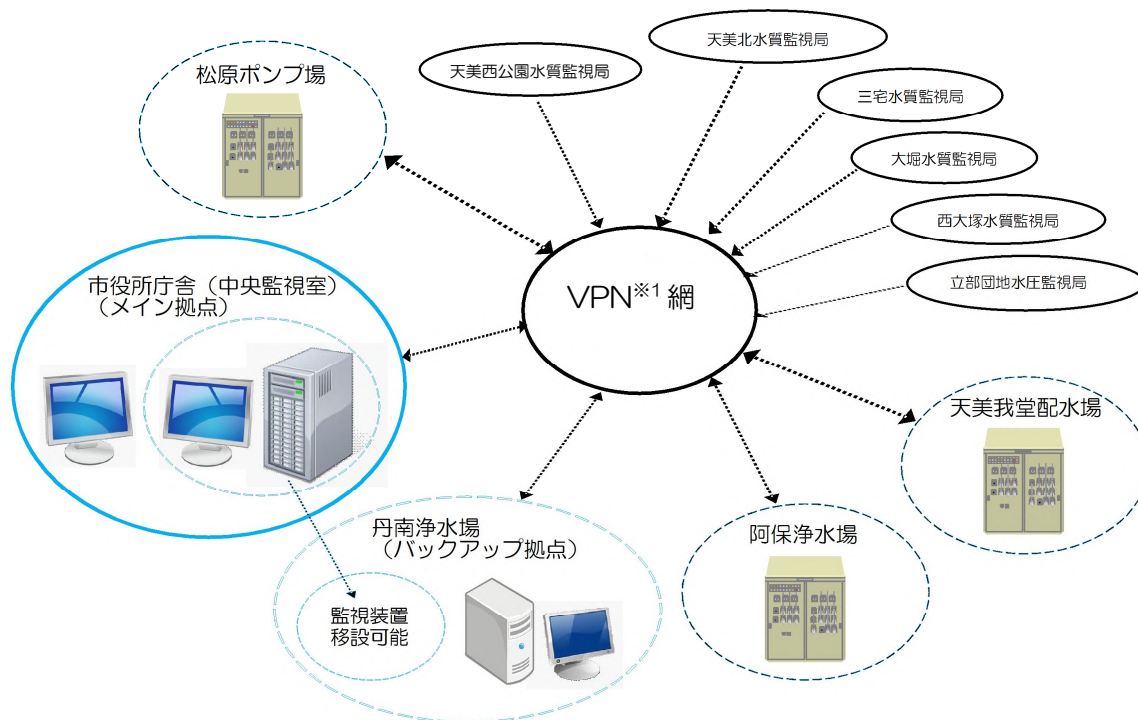 天美北水質監視局
天美西公園水質監視局
松原ポンプ場
三宅水質監視局
大堀水質監視局
西大塚水質監視局
立部団地水圧監視局
VPN※1 網
市役所庁舎（中央監視室）
（メイン拠点）
天美我堂配水場
丹南浄水場
（バックアップ拠点）
阿保浄水場
監視装置
移設可能